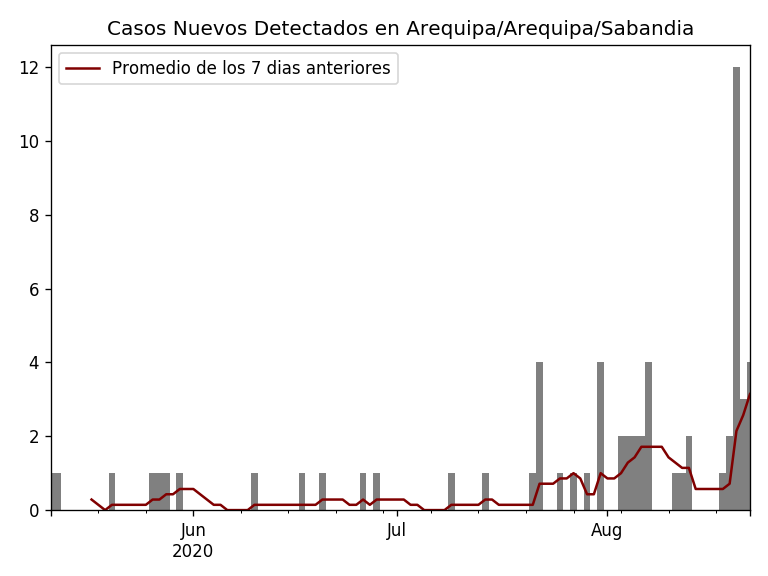 Casos Nuevos Detectados en Arequipa/Arequipa/Sabandia
Promedio de los 7 dias anteriores
12
10
8
6
4
2
0
Jun
2020
Jul
Aug